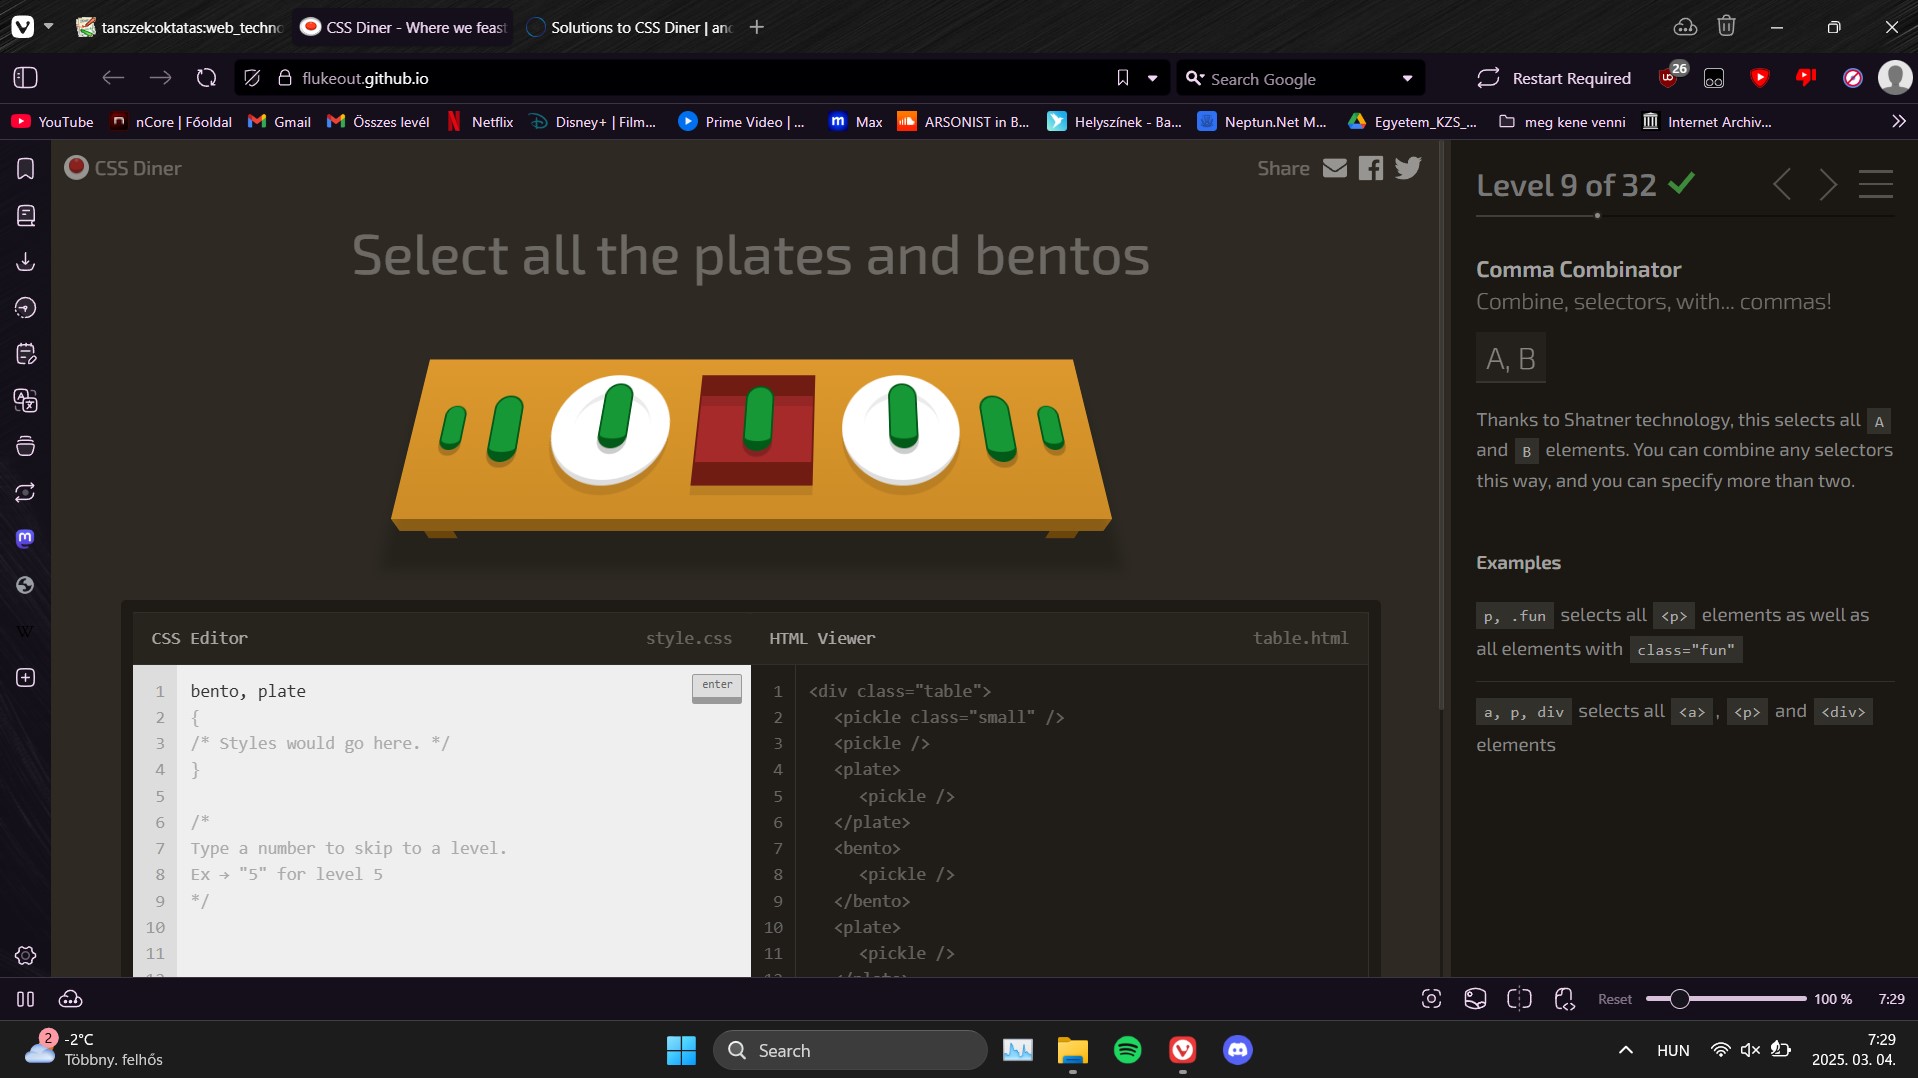 tanszek:oktatas:web_techno
CSS Diner - Where we feast
Solutions to CSS Diner | an
flukeout.github.io
Search Google
Restart Required
26
YouTube
nCore | Főoldal
Gmail
Összes levél
Netflix
Disney+ | Film...
Prime Video | ...
Max
ARSONIST in B...
Helyszínek - Ba...
Neptun.Net M...
Egyetem_KZS_...
meg kene venni
Internet Archiv...
CSS Diner
Share
Select all the plates and bentos
Level 9 of 32
Comma Combinator
Combine, selectors, with... commas!
A, B
Thanks to Shatner technology, this selects all A
and B elements. You can combine any selectors
this way, and you can specify more than two.
Examples
p, .fun selects all <p> elements as well as
all elements with class="fun"
a, p, div selects all <a>, <p> and <div>
elements
CSS Editor
style.css
HTML Viewer
table.html
enter
1 bento, plate
2 {
3 /* Styles would go here. */
4 }
5
6 /*
7 Type a number to skip to a level.
8 Ex → "5" for level 5
9 */
10
11
1 <div class="table">
2 <pickle class="small" />
3 <pickle />
4 <plate>
5 <pickle />
6 </plate>
7 <bento>
8 <pickle />
9 </bento>
10 <plate>
11 <pickle />
12 </plate>
Reset
100 %
7:29
2
-2°C
Többny. felhős
Search
HUN
7:29
2025. 03. 04.